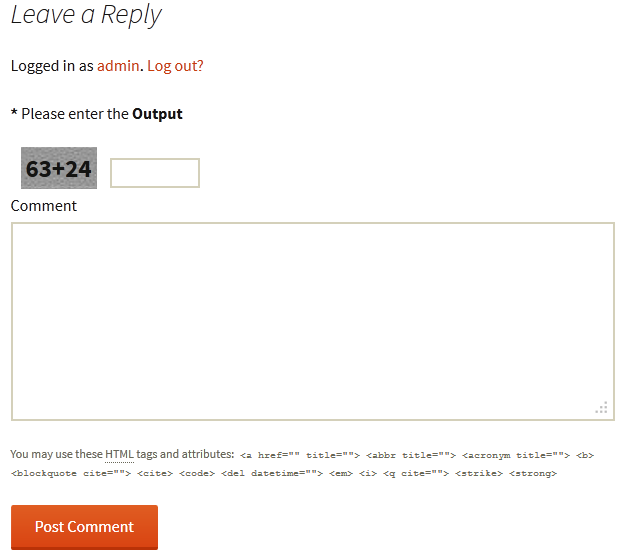 Leave a Reply
Logged in as admin. Log out?
* Please enter the Output
63+24
Comment
You may use these HTML tags and attributes: <a href="" title=""> <abbr title=""> <acronym title=""> <b>
<blockquote cite=""> <cite> <code> <del datetime=""> <em> <i> <q cite=""> <strike> <strong>
Post Comment